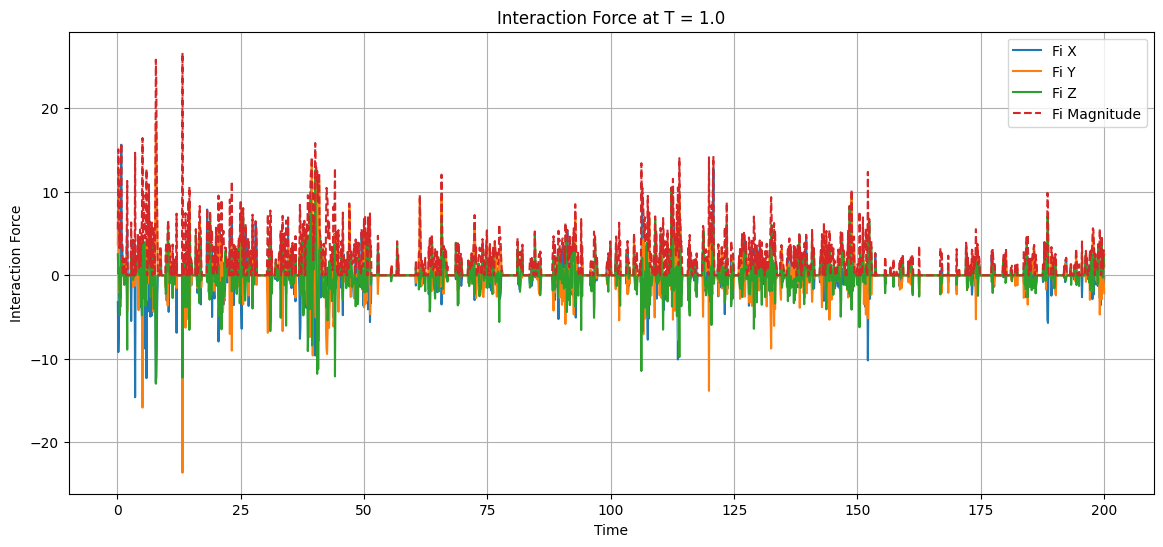 Interaction Force at T = 1.0
Interaction Force
20
10
0
−10
−20
Fi X
Fi Y
Fi Z
Fi Magnitude
0
25
50
75
100
125
150
175
200
Time